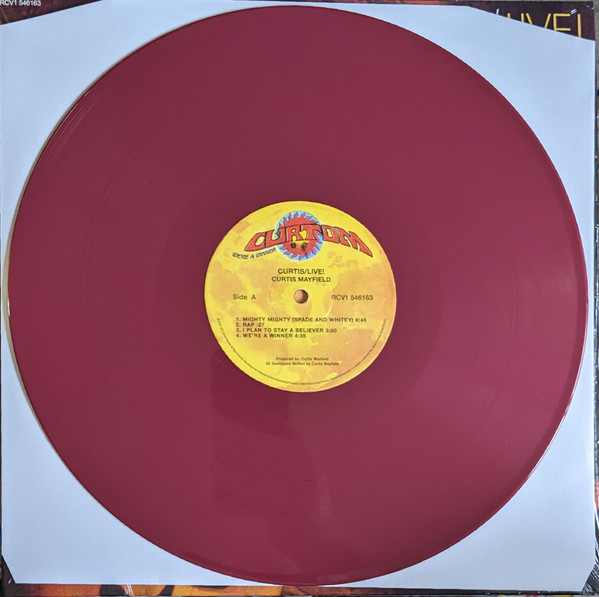 RCV1 546163
LIVE!
CURTOM
WE'RE A WINNER
CURTIS/LIVE!
CURTIS MAYFIELD
Side A
RCV1 546163
1. MIGHTY MIGHTY (SPADE AND WHITEY) 6:48
2. RAP :27
3. I PLAN TO STAY A BELIEVER 3:00
4. WE'RE A WINNER 4:35
Produced by: Curtis Mayfield
All Selections Written by Curtis Mayfield